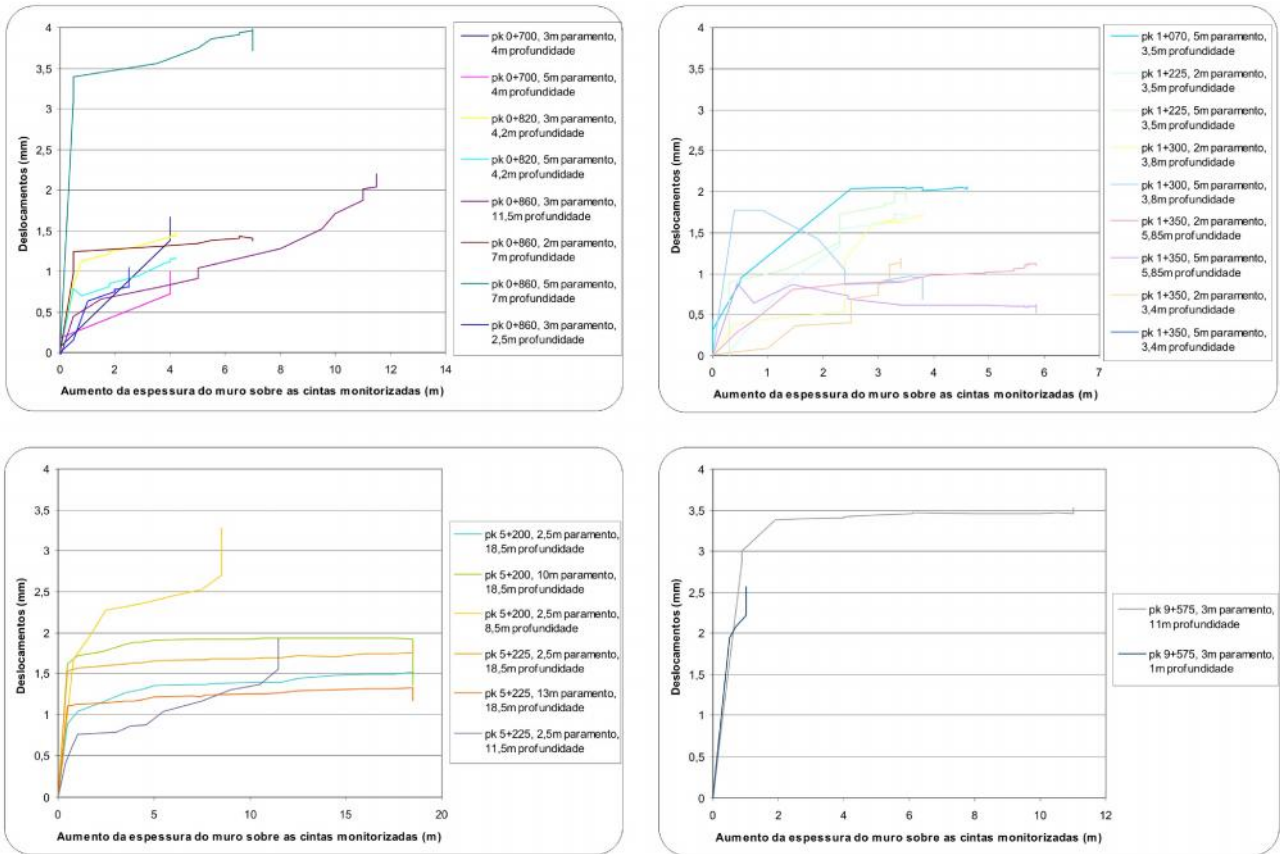 4
3,5
3
2,5
2
1,5
1
0,5
0
Deslocamentos (mm)
0 2 4 6 8 10 12 14
Aumento da espessura do muro sobre as cintas monitorizadas (m)
pk 0+700, 3m paramento,
4m profundidade
pk 0+700, 5m paramento,
4m profundidade
pk 0+820, 3m paramento,
4,2m profundidade
pk 0+820, 5m paramento,
4,2m profundidade
pk 0+860, 3m paramento,
11,5m profundidade
pk 0+860, 2m paramento,
7m profundidade
pk 0+860, 5m paramento,
7m profundidade
pk 0+860, 3m paramento,
2,5m profundidade
4
3,5
3
2,5
2
1,5
1
0,5
0
Deslocamentos (mm)
0 1 2 3 4 5 6 7
Aumento da espessura do muro sobre as cintas monitorizadas (m)
pk 1+070, 5m paramento,
3,5m profundidade
pk 1+225, 2m paramento,
3,5m profundidade
pk 1+225, 5m paramento,
3,5m profundidade
pk 1+300, 2m paramento,
3,8m profundidade
pk 1+300, 5m paramento,
3,8m profundidade
pk 1+350, 2m paramento,
5,85m profundidade
pk 1+350, 5m paramento,
5,85m profundidade
pk 1+350, 2m paramento,
3,4m profundidade
pk 1+350, 5m paramento,
3,4m profundidade
4
3,5
3
2,5
2
1,5
1
0,5
0
Deslocamentos (mm)
0 5 10 15 20
Aumento da espessura do muro sobre as cintas monitorizadas (m)
pk 5+200, 2,5m paramento,
18,5m profundidade
pk 5+200, 10m paramento,
18,5m profundidade
pk 5+200, 2,5m paramento,
8,5m profundidade
pk 5+225, 2,5m paramento,
18,5m profundidade
pk 5+225, 13m paramento,
18,5m profundidade
pk 5+225, 2,5m paramento,
11,5m profundidade
4
3,5
3
2,5
2
1,5
1
0,5
0
Deslocamentos (mm)
0 2 4 6 8 10 12
Aumento da espessura do muro sobre as cintas monitorizadas (m)
pk 9+575, 3m paramento,
11m profundidade
pk 9+575, 3m paramento,
1m profundidade